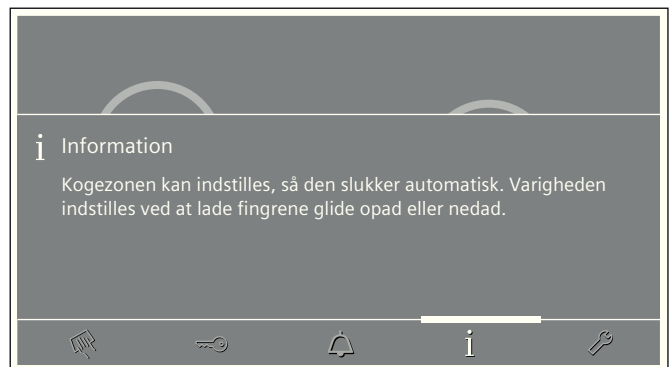 i Information
Kogezonen kan indstilles, så den slukker automatisk. Varigheden
indstilles ved at lade fingrene glide opad eller nedad.
i